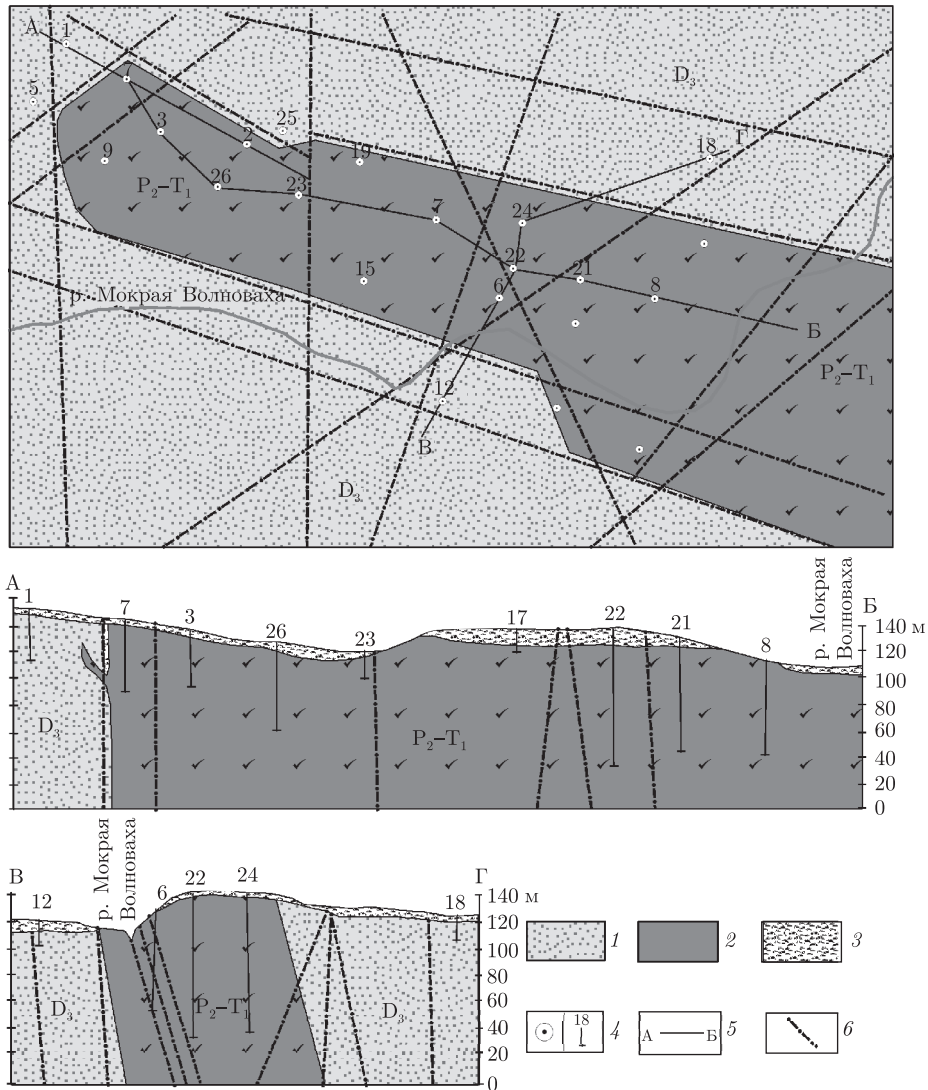 А
1
D₃
5
25
3
2
18
Г
19
9
26
23
P₂–T₁
7
24
22
21
15
6
8
р. Мокрая Волноваха
Б
P₂–T₁
12
В
D₃
А
1
7
3
26
23
17
22
21
8
р. Мокрая
Волноваха
Б
140 м
120
100
80
60
40
20
0
D₃
P₂–T₁
В
12
р. Мокрая
Волноваха
6
22
24
18
Г
140 м
120
100
80
60
40
20
0
D₃
P₂–T₁
D₃
1
2
3
18
4
А
Б
5
6